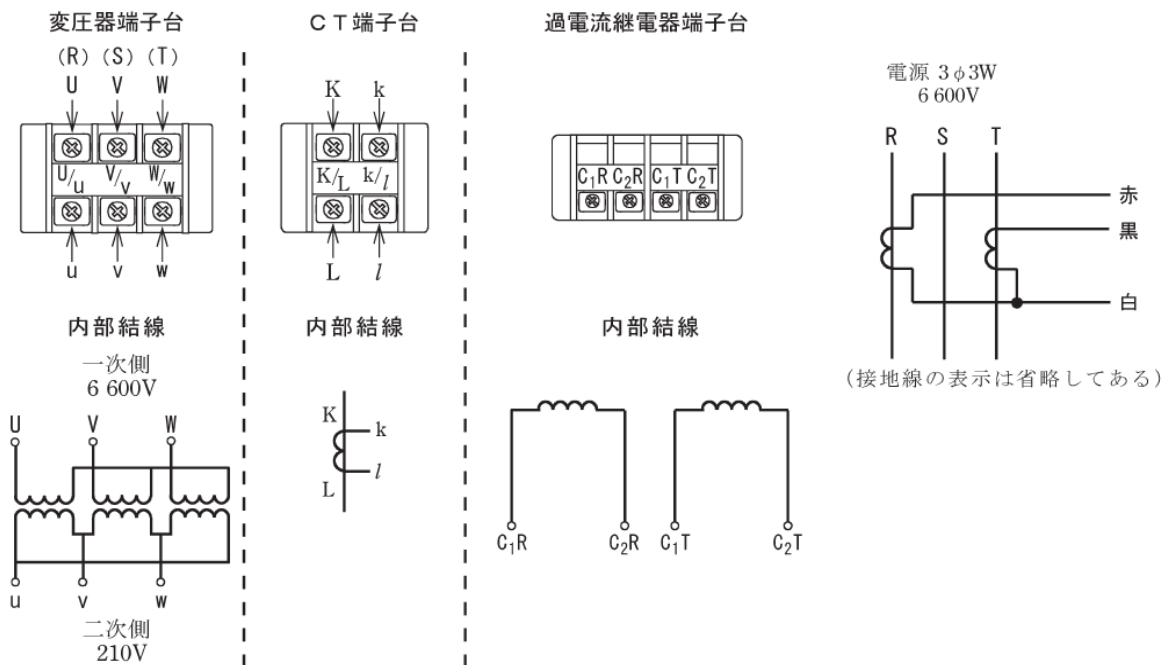 変圧器端子台
(R) (S) (T)
U V W
U/u V/v W/w
u v w
内部結線
一次側
6 600V
U V W
u v w
二次側
210V
CT端子台
K k
K/L k/l
L l
内部結線
K
k
l
L
過電流継電器端子台
C₁R C₂R C₁T C₂T
内部結線
C₁R C₂R C₁T C₂T
電源 3φ3W
6 600V
R S T
赤
黒
白
(接地線の表示は省略してある)